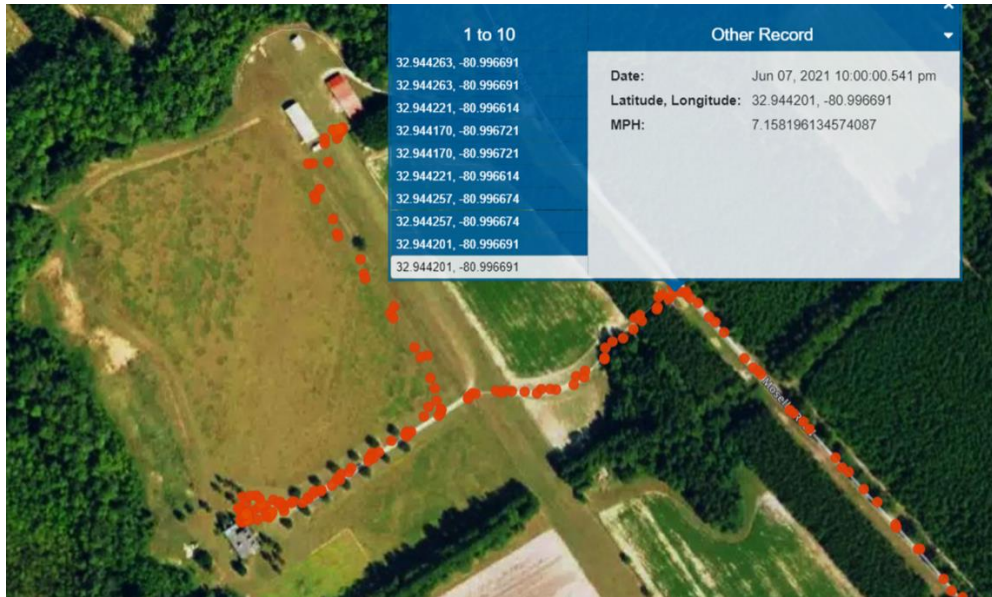 1 to 10
32.944263, -80.996691
32.944263, -80.996691
32.944221, -80.996614
32.944170, -80.996721
32.944170, -80.996721
32.944221, -80.996614
32.944257, -80.996674
32.944257, -80.996674
32.944201, -80.996691
32.944201, -80.996691
Other Record
Date: Jun 07, 2021 10:00:00.541 pm
Latitude, Longitude: 32.944201, -80.996691
MPH: 7.158196134574087